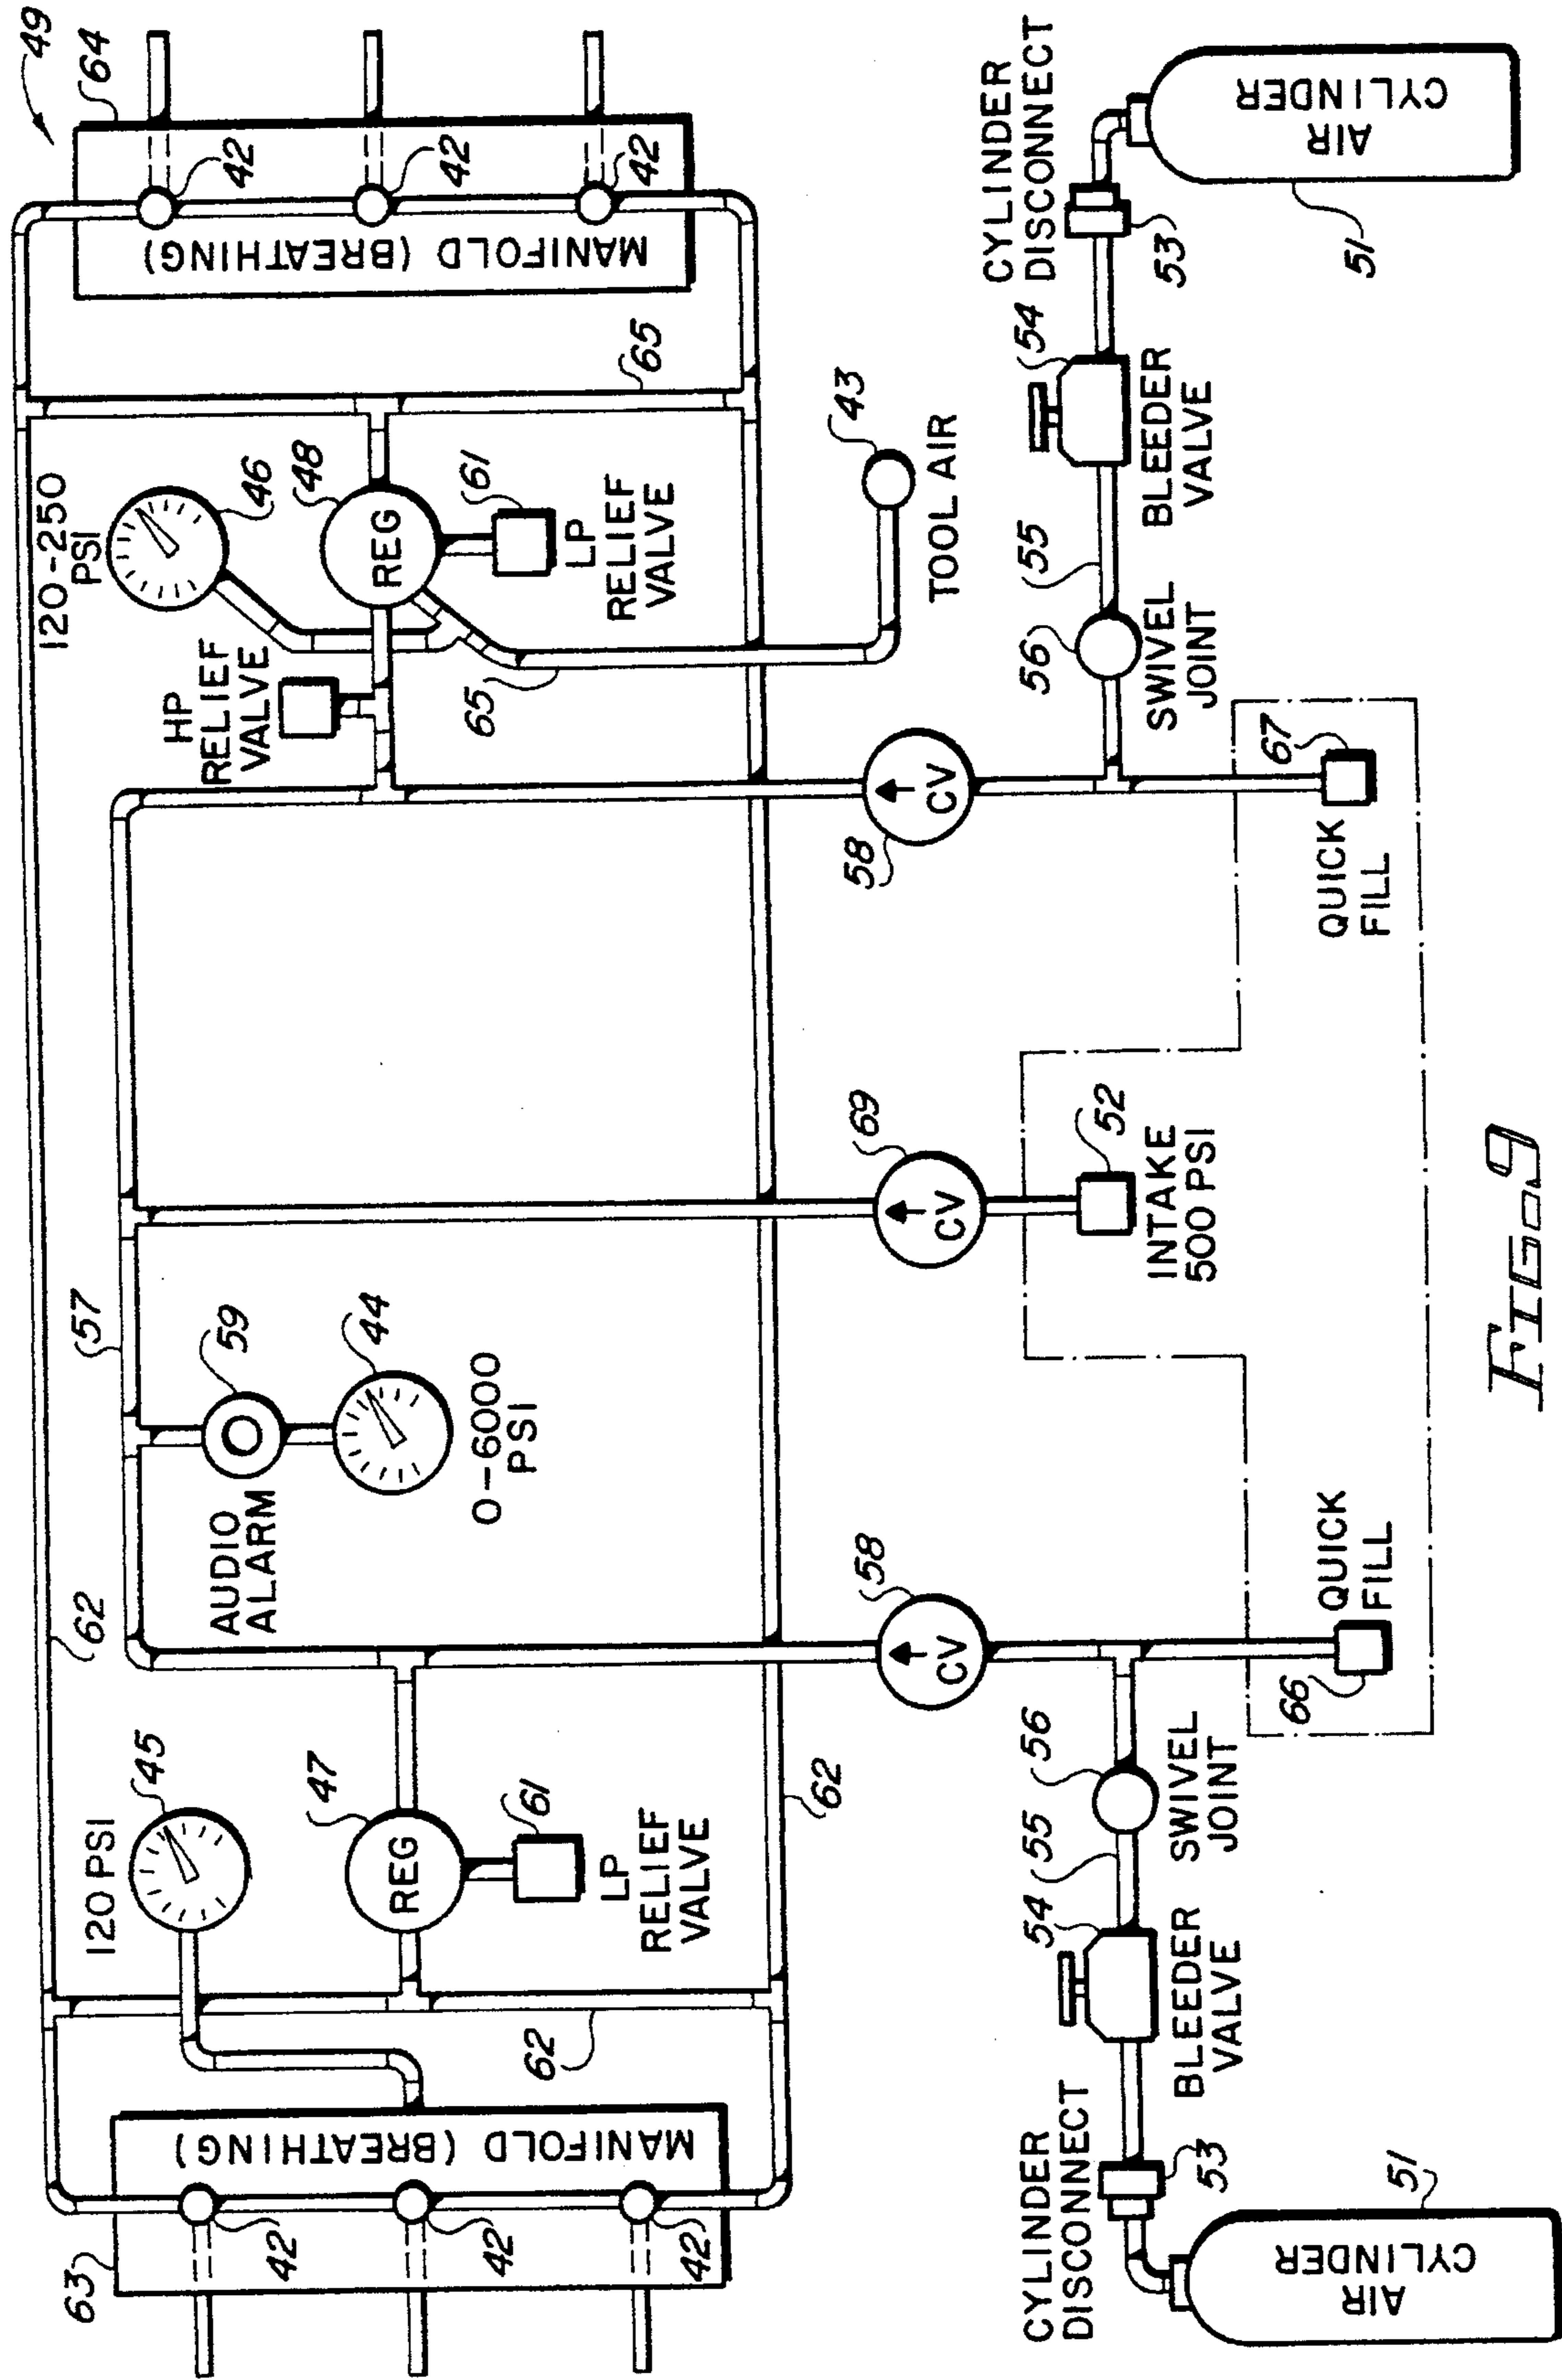 49
62
57
63
64
120 PSI
45
AUDIO
ALARM
59
44
0-6000
PSI
120-250
PSI
46
HP
RELIEF
VALVE
47
REG
61
LP
RELIEF
VALVE
48
REG
61
LP
RELIEF
VALVE
MANIFOLD (BREATHING)
42
42
42
MANIFOLD (BREATHING)
42
42
42
62
62
65
65
43
TOOL AIR
58
CV
69
CV
58
CV
CYLINDER
DISCONNECT
53
54
BLEEDER
VALVE
55
56
SWIVEL
JOINT
INTAKE
500 PSI
52
56
SWIVEL
JOINT
55
54
BLEEDER
VALVE
CYLINDER
DISCONNECT
53
51
AIR
CYLINDER
66
QUICK
FILL
QUICK
FILL
67
51
AIR
CYLINDER
FIG_9